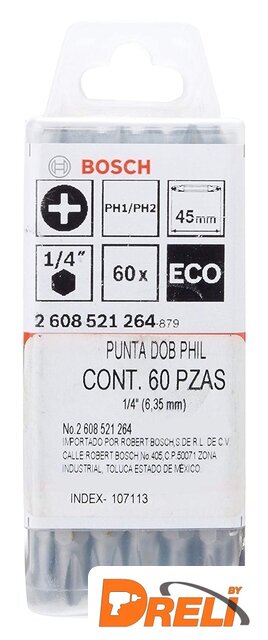 BOSCH
PH1/PH2
45mm
1/4"
60x
ECO
2 608 521 264-879
PUNTA DOB PHIL
CONT. 60 PZAS
1/4" (6,35 mm)
No.2 608 521 264
IMPORTADO POR ROBERT BOSCH,S.DE R.L. DE C.V.
CALLE ROBERT BOSCH No.405,C.P.50071 ZONA
INDUSTRIAL, TOLUCA ESTADO DE MÉXICO.
INDEX- 107113
BY
DRELI